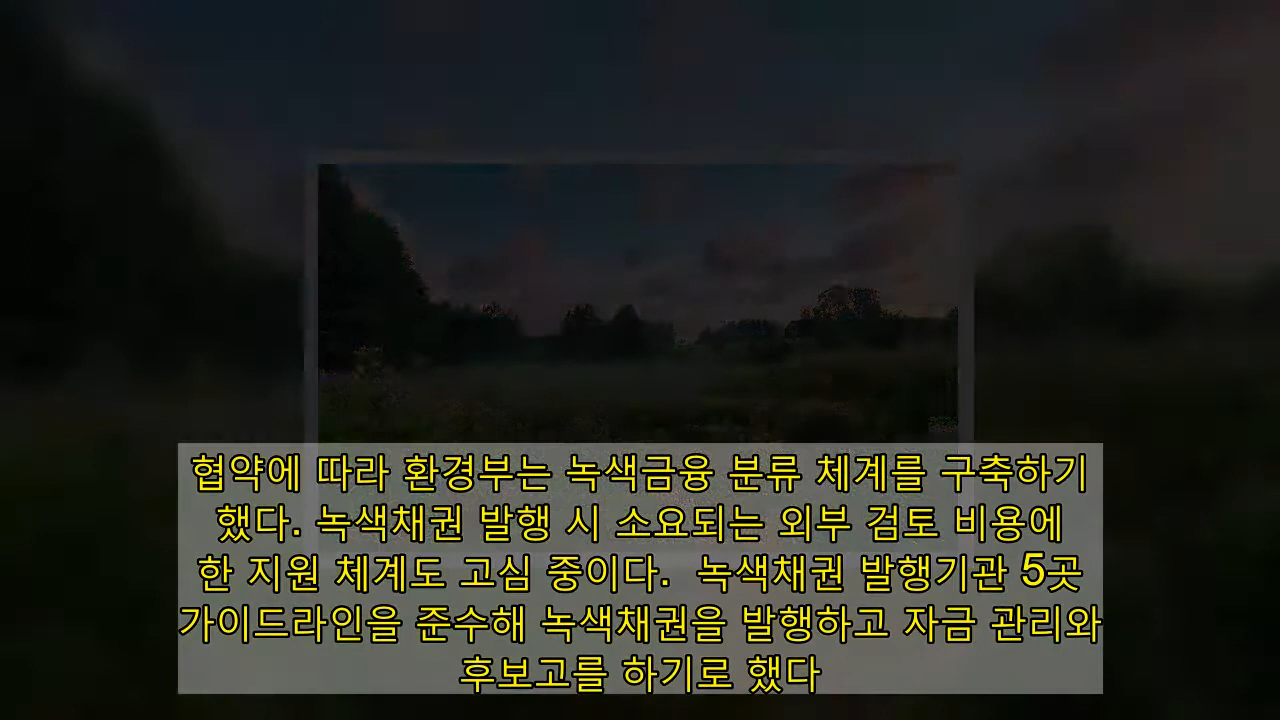 협약에 따라 환경부는 녹색금융 분류 체계를 구축하기
했다. 녹색채권 발행 시 소요되는 외부 검토 비용에
한 지원 체계도 고심 중이다.  녹색채권 발행기관 5곳
가이드라인을 준수해 녹색채권을 발행하고 자금 관리와
후보고를 하기로 했다